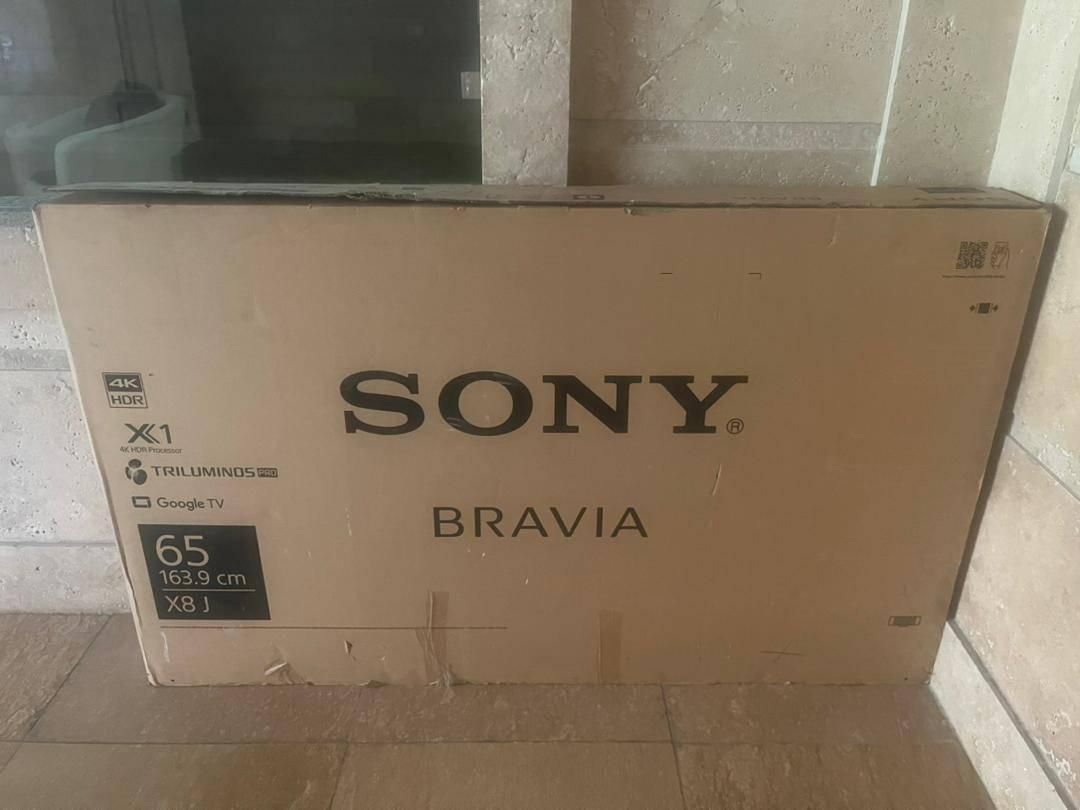 4K
HDR
X1
4K HDR Processor
TRILUMINOS PRO
Google TV
65
163.9 cm
X8 J
SONY®
BRAVIA